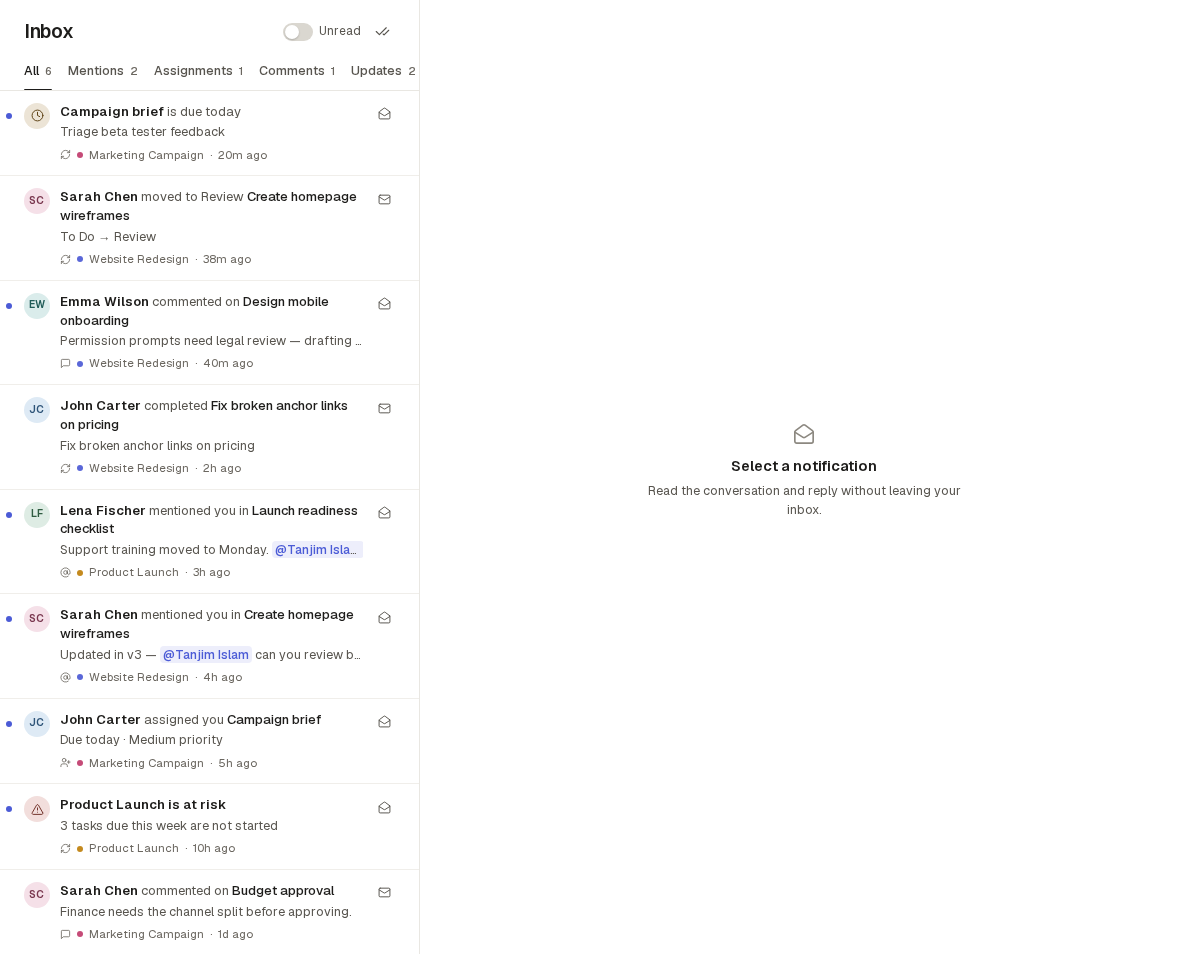 Inbox
Unread
All 6 Mentions 2 Assignments 1 Comments 1 Updates 2
Campaign brief is due today
Triage beta tester feedback
Marketing Campaign · 20m ago
SC
Sarah Chen moved to Review Create homepage
wireframes
To Do → Review
Website Redesign · 38m ago
EW
Emma Wilson commented on Design mobile
onboarding
Permission prompts need legal review — drafting ...
Website Redesign · 40m ago
JC
John Carter completed Fix broken anchor links
on pricing
Fix broken anchor links on pricing
Website Redesign · 2h ago
LF
Lena Fischer mentioned you in Launch readiness
checklist
Support training moved to Monday. @Tanjim Isla...
Product Launch · 3h ago
SC
Sarah Chen mentioned you in Create homepage
wireframes
Updated in v3 — @Tanjim Islam can you review b...
Website Redesign · 4h ago
JC
John Carter assigned you Campaign brief
Due today · Medium priority
Marketing Campaign · 5h ago
Product Launch is at risk
3 tasks due this week are not started
Product Launch · 10h ago
SC
Sarah Chen commented on Budget approval
Finance needs the channel split before approving.
Marketing Campaign · 1d ago
Select a notification
Read the conversation and reply without leaving your
inbox.